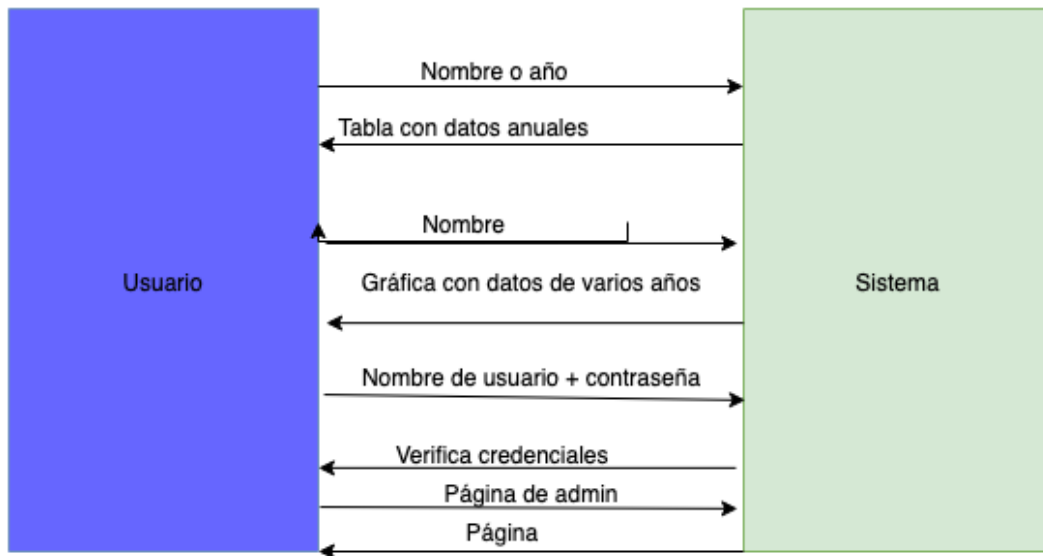 Nombre o año
Tabla con datos anuales
Nombre
Usuario
Gráfica con datos de varios años
Sistema
Nombre de usuario + contraseña
Verifica credenciales
Página de admin
Página